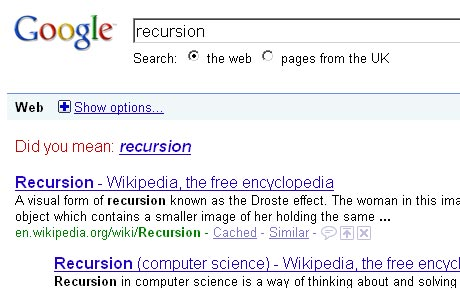 Google™
recursion
Search: the web pages from the UK
Web Show options...
Did you mean: recursion
Recursion - Wikipedia, the free encyclopedia
A visual form of recursion known as the Droste effect. The woman in this ima
object which contains a smaller image of her holding the same ...
en.wikipedia.org/wiki/Recursion - Cached - Similar -
Recursion (computer science) - Wikipedia, the free encycl
Recursion in computer science is a way of thinking about and solving